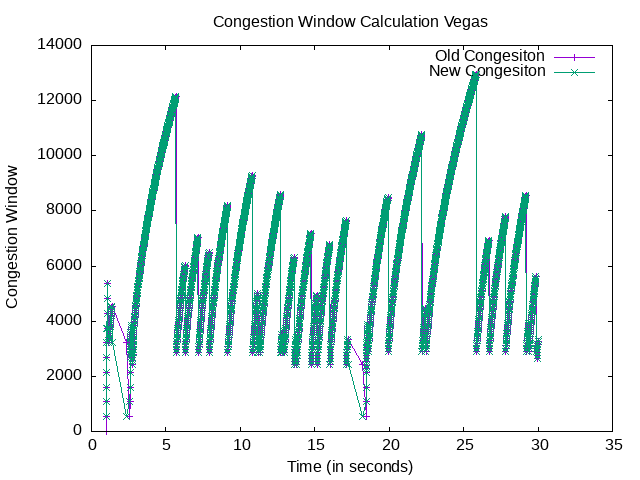 Congestion Window Calculation Vegas
14000
12000
10000
8000
6000
4000
2000
0
Congestion Window
Old Congesiton
New Congesiton
0 5 10 15 20 25 30 35
Time (in seconds)